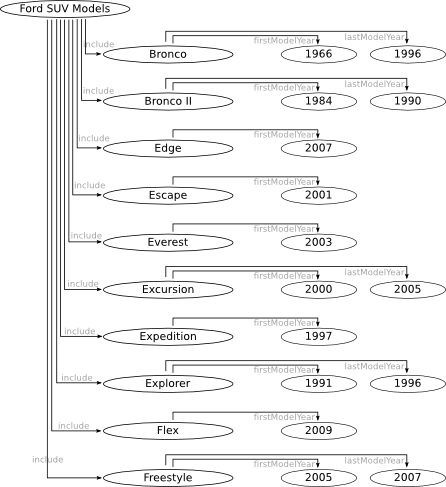 Ford SUV Models
include
Bronco
firstModelYear
1966
lastModelYear
1996
include
Bronco II
firstModelYear
1984
lastModelYear
1990
include
Edge
firstModelYear
2007
include
Escape
firstModelYear
2001
include
Everest
firstModelYear
2003
include
Excursion
firstModelYear
2000
lastModelYear
2005
include
Expedition
firstModelYear
1997
include
Explorer
firstModelYear
1991
lastModelYear
1996
include
Flex
firstModelYear
2009
include
Freestyle
firstModelYear
2005
lastModelYear
2007